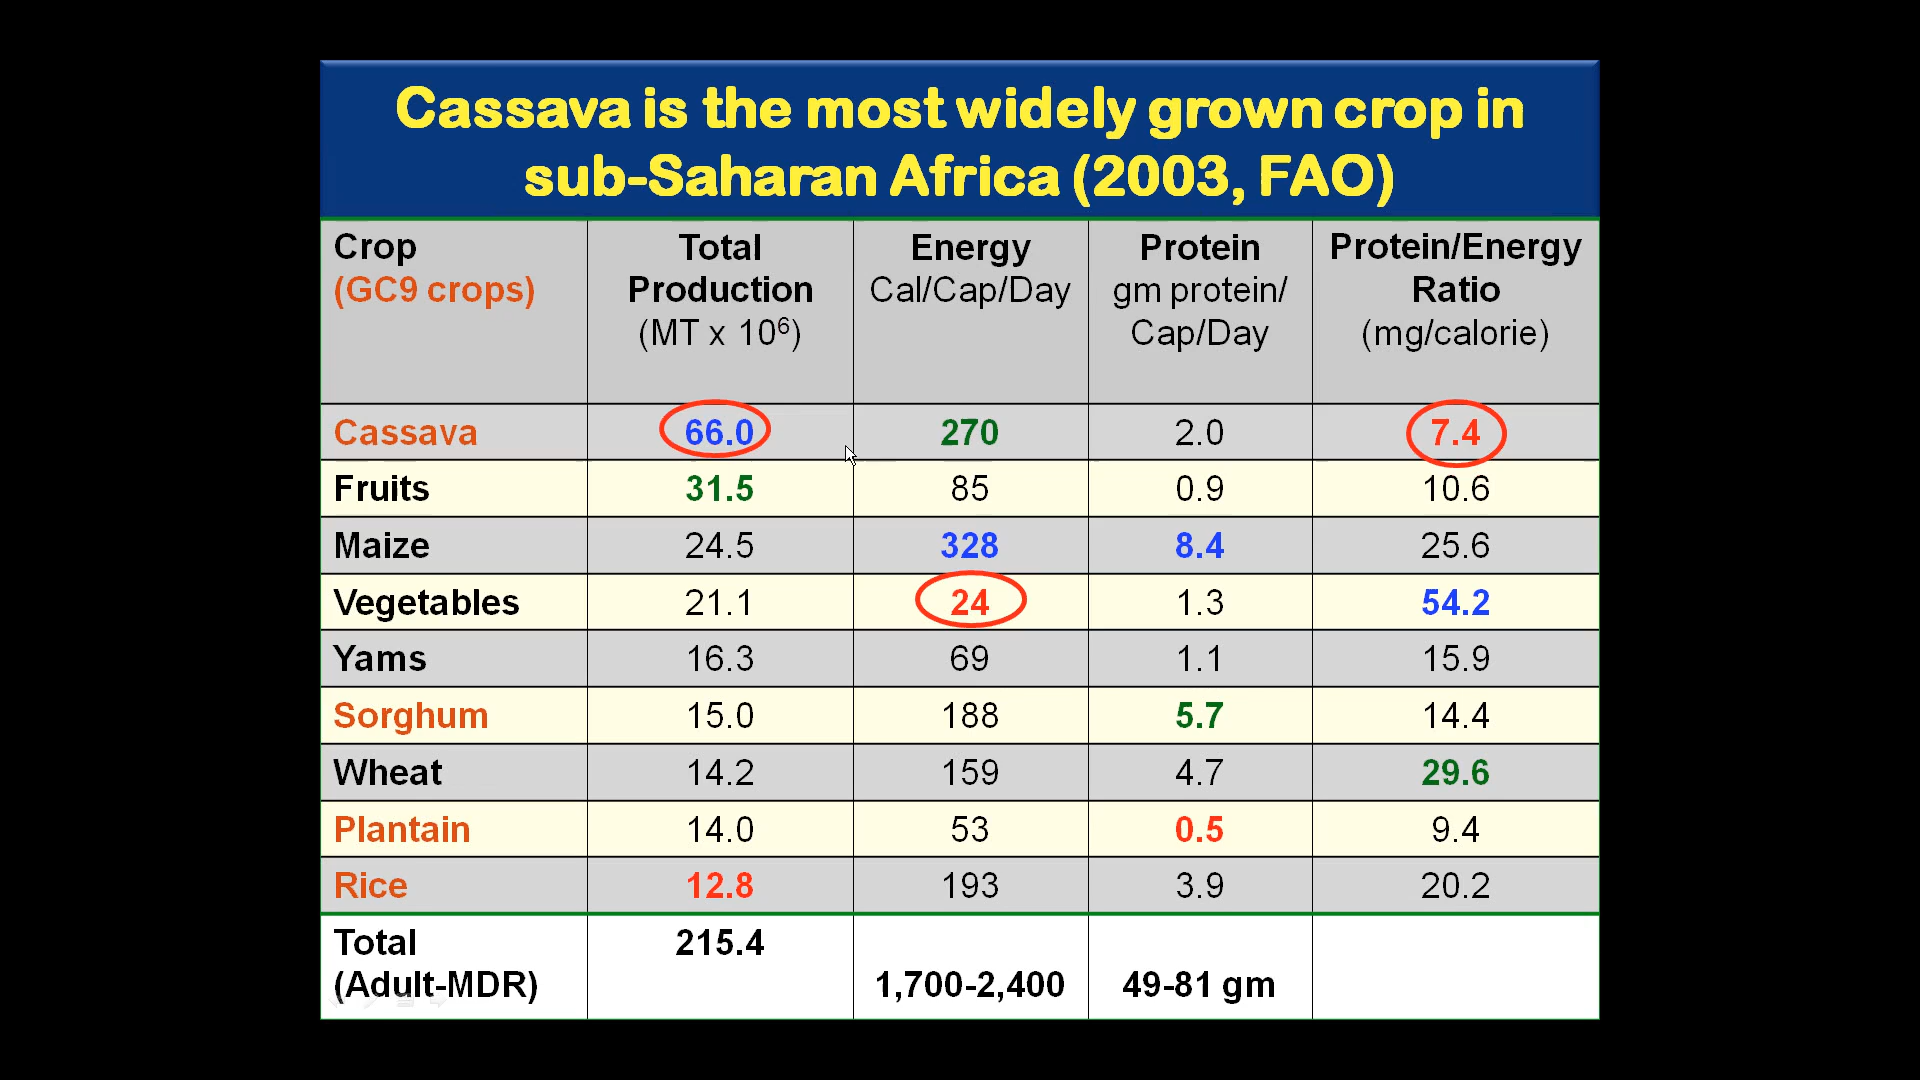 Cassava is the most widely grown crop in
sub-Saharan Africa (2003, FAO)
Crop
(GC9 crops)
Total
Production
(MT x 10⁶)
Energy
Cal/Cap/Day
Protein
gm protein/
Cap/Day
Protein/Energy
Ratio
(mg/calorie)
Cassava 66.0 270 2.0 7.4
Fruits 31.5 85 0.9 10.6
Maize 24.5 328 8.4 25.6
Vegetables 21.1 24 1.3 54.2
Yams 16.3 69 1.1 15.9
Sorghum 15.0 188 5.7 14.4
Wheat 14.2 159 4.7 29.6
Plantain 14.0 53 0.5 9.4
Rice 12.8 193 3.9 20.2
Total 215.4
(Adult-MDR) 1,700-2,400 49-81 gm